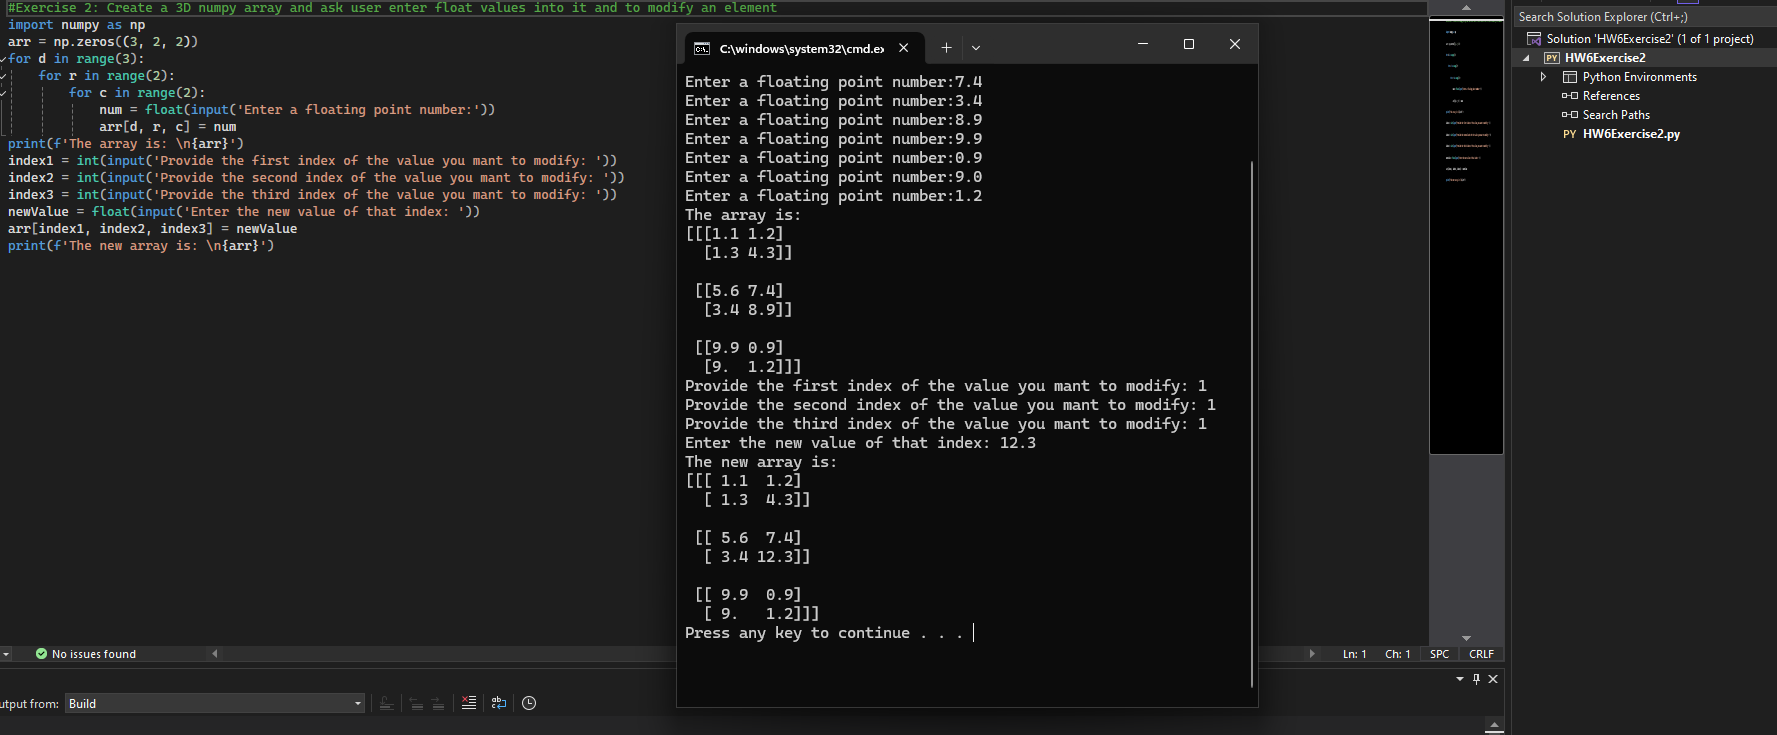 #Exercise 2: Create a 3D numpy array and ask user enter float values into it and to modify an element
import numpy as np
arr = np.zeros((3, 2, 2))
for d in range(3):
for r in range(2):
for c in range(2):
num = float(input('Enter a floating point number:'))
arr[d, r, c] = num
print(f'The array is: \n{arr}')
index1 = int(input('Provide the first index of the value you mant to modify: '))
index2 = int(input('Provide the second index of the value you mant to modify: '))
index3 = int(input('Provide the third index of the value you mant to modify: '))
newValue = float(input('Enter the new value of that index: '))
arr[index1, index2, index3] = newValue
print(f'The new array is: \n{arr}')
C:\windows\system32\cmd.ex
Enter a floating point number:7.4
Enter a floating point number:3.4
Enter a floating point number:8.9
Enter a floating point number:9.9
Enter a floating point number:0.9
Enter a floating point number:9.0
Enter a floating point number:1.2
The array is:
[[[1.1 1.2]
[1.3 4.3]]
[[5.6 7.4]
[3.4 8.9]]
[[9.9 0.9]
[9.  1.2]]]
Provide the first index of the value you mant to modify: 1
Provide the second index of the value you mant to modify: 1
Provide the third index of the value you mant to modify: 1
Enter the new value of that index: 12.3
The new array is:
[[[ 1.1  1.2]
[ 1.3  4.3]]
[[ 5.6  7.4]
[ 3.4 12.3]]
[[ 9.9  0.9]
[ 9.   1.2]]]
Press any key to continue . . .
Search Solution Explorer (Ctrl+;)
Solution 'HW6Exercise2' (1 of 1 project)
PY HW6Exercise2
Python Environments
References
Search Paths
PY HW6Exercise2.py
No issues found
Ln: 1 Ch: 1 SPC CRLF
utput from: Build